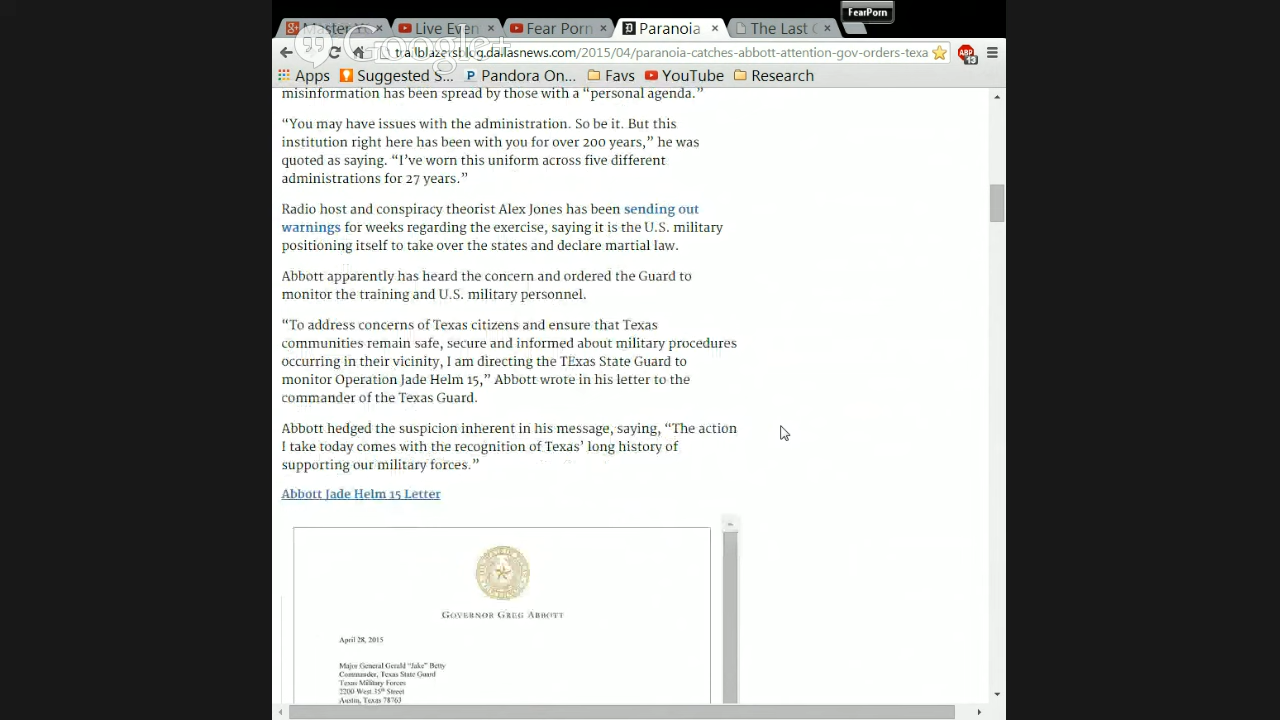 FearPorn
Master Yo
Live Even
Fear Porn
Paranoia
The Last C
Google+
trailblazersblog.dallasnews.com/2015/04/paranoia-catches-abbott-attention-gov-orders-texa
ABP
13
Apps
Suggested S...
Pandora On...
Favs
YouTube
Research
misinformation has been spread by those with a “personal agenda.”
“You may have issues with the administration. So be it. But this
institution right here has been with you for over 200 years,” he was
quoted as saying. “I’ve worn this uniform across five different
administrations for 27 years.”
Radio host and conspiracy theorist Alex Jones has been sending out
warnings for weeks regarding the exercise, saying it is the U.S. military
positioning itself to take over the states and declare martial law.
Abbott apparently has heard the concern and ordered the Guard to
monitor the training and U.S. military personnel.
“To address concerns of Texas citizens and ensure that Texas
communities remain safe, secure and informed about military procedures
occurring in their vicinity, I am directing the TExas State Guard to
monitor Operation Jade Helm 15,” Abbott wrote in his letter to the
commander of the Texas Guard.
Abbott hedged the suspicion inherent in his message, saying, “The action
I take today comes with the recognition of Texas’ long history of
supporting our military forces.”
Abbott Jade Helm 15 Letter
GOVERNOR GREG ABBOTT
April 28, 2015
Major General Gerald "Jake" Betty
Commander, Texas State Guard
Texas Military Forces
2200 West 35th Street
Austin, Texas 78763